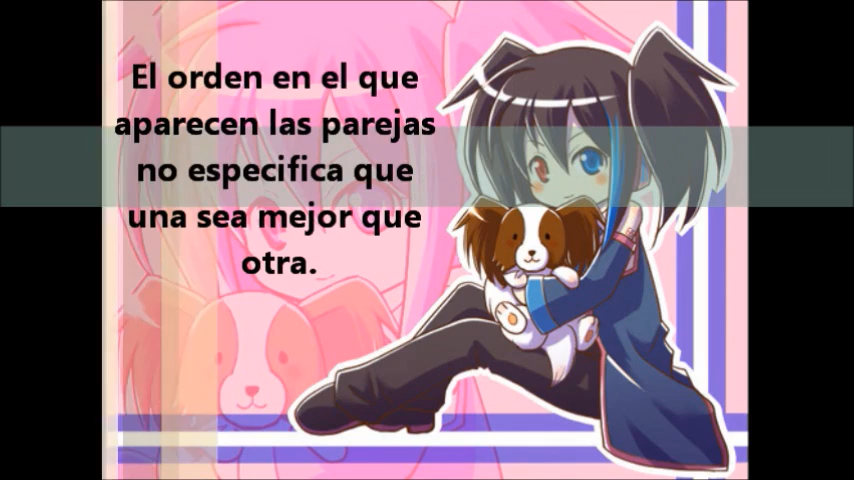 El orden en el que
aparecen las parejas
no especifica que
una sea mejor que
otra.